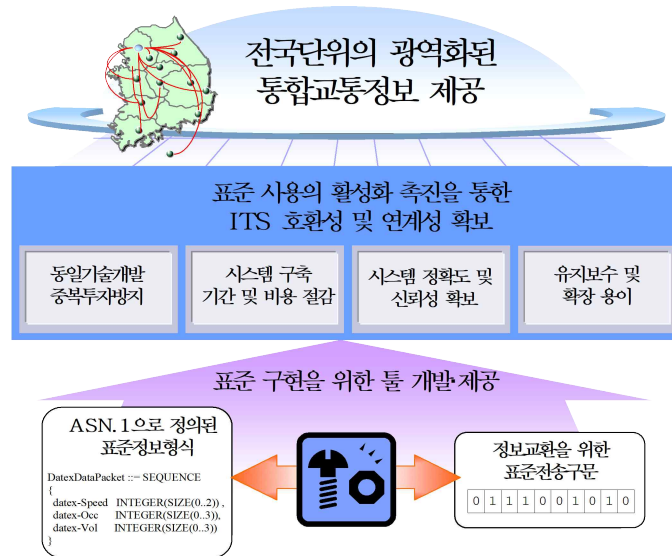 전국단위의 광역화된
통합교통정보 제공
표준 사용의 활성화 촉진을 통한
ITS 호환성 및 연계성 확보
동일기술개발
중복투자방지
시스템 구축
기간 및 비용 절감
시스템 정확도 및
신뢰성 확보
유지보수 및
확장 용이
표준 구현을 위한 툴 개발·제공
ASN.1으로 정의된
표준정보형식
DatexDataPacket ::= SEQUENCE
{
datex-Speed INTEGER(SIZE(0..2)) ,
datex-Occ INTEGER(SIZE(0..3)),
datex-Vol INTEGER(SIZE(0..3))
}
정보교환을 위한
표준전송구문
0 1 1 1 0 0 1 0 1 0